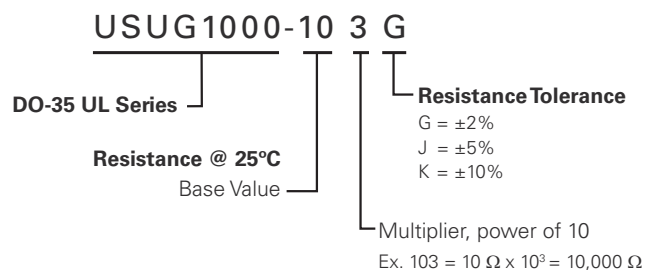 USUG1000-10 3 G
DO-35 UL Series
Resistance @ 25ºC
Base Value
Resistance Tolerance
G = ±2%
J = ±5%
K = ±10%
Multiplier, power of 10
Ex. 103 = 10 Ω x 10³ = 10,000 Ω